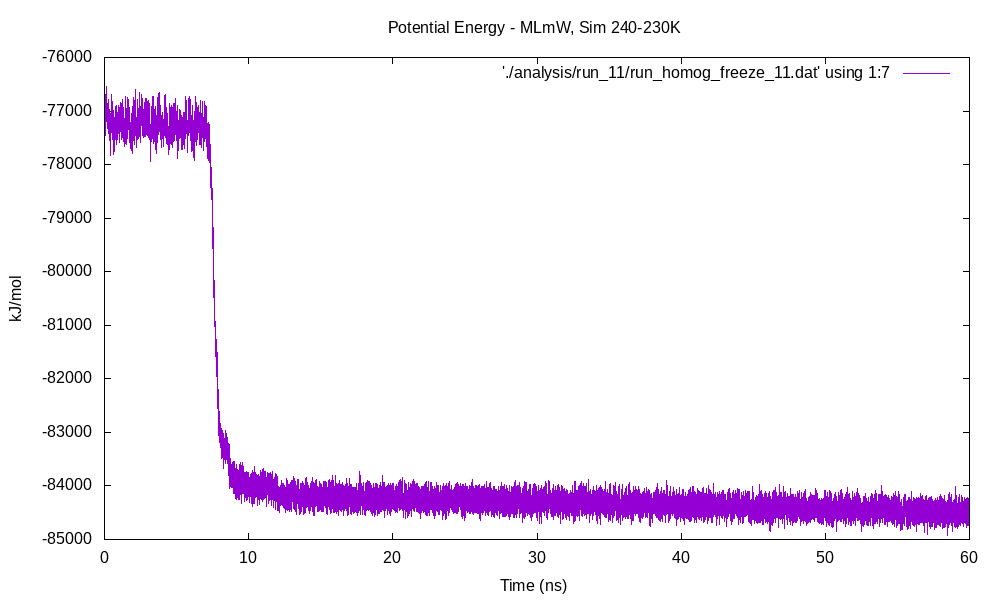 Potential Energy - MLmW, Sim 240-230K
'./analysis/run_11/run_homog_freeze_11.dat' using 1:7
-76000
-77000
-78000
-79000
-80000
-81000
-82000
-83000
-84000
-85000
kJ/mol
0 10 20 30 40 50 60
Time (ns)